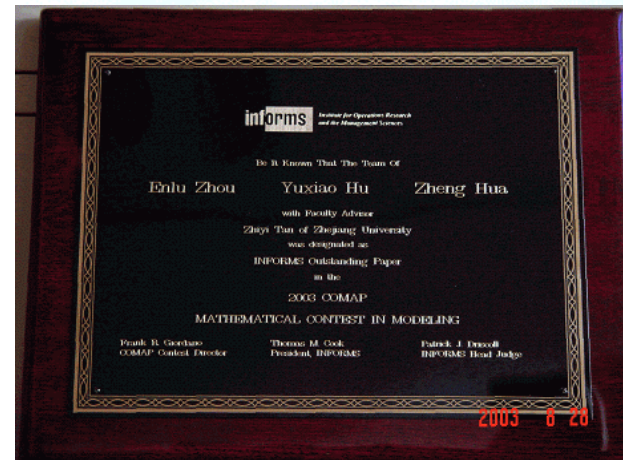 informs Institute for Operations Research
and the Management Sciences
Be It Known That The Team Of
Enlu Zhou Yuxiao Hu Zheng Hua
with Faculty Advisor
Zhiyi Tan of Zhejiang University
was designated as
INFORMS Outstanding Paper
in the
2003 COMAP
MATHEMATICAL CONTEST IN MODELING
Frank R. Giordano Thomas M. Cook Patrick J. Driscoll
COMAP Contest Director President, INFORMS INFORMS Head Judge
2003 8 28